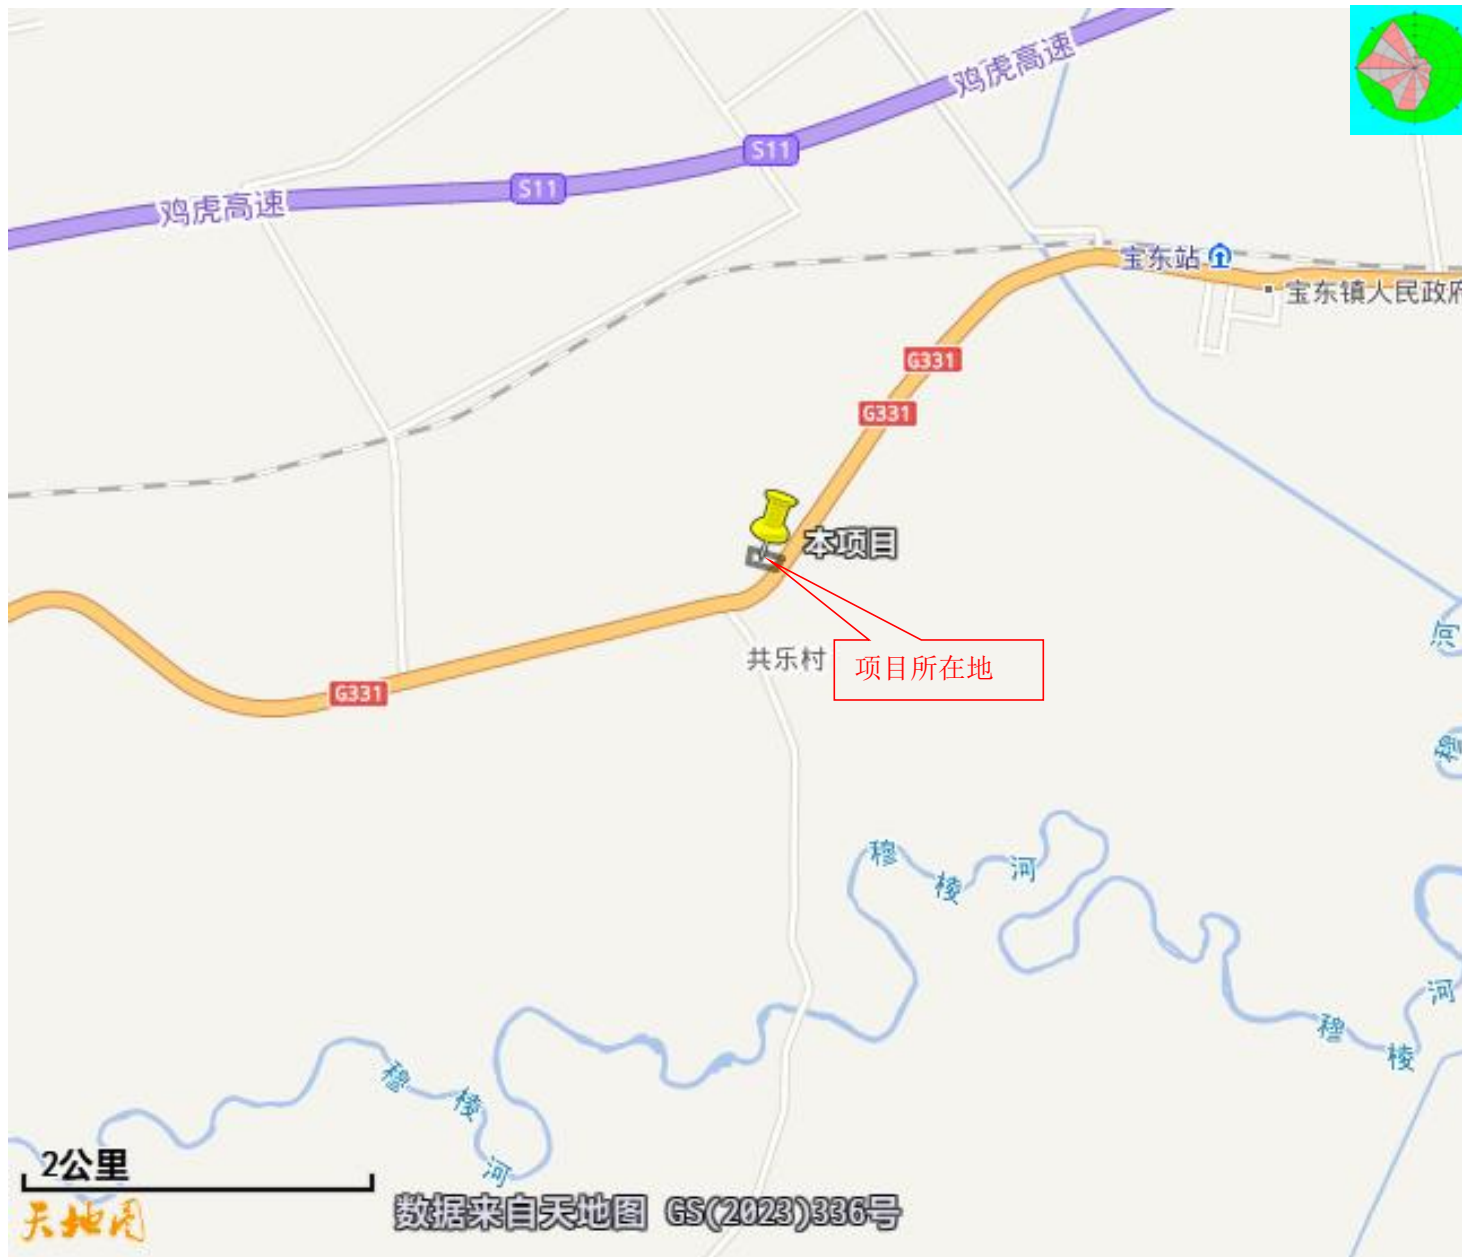 鸡虎高速
S11
S11
鸡虎高速
宝东站
宝东镇人民政府
G331
G331
本项目
项目所在地
共乐村
G331
河
穆
穆
棱
河
河
穆
棱
穆
棱
河
2公里
天地图
数据来自天地图 GS(2023)336号